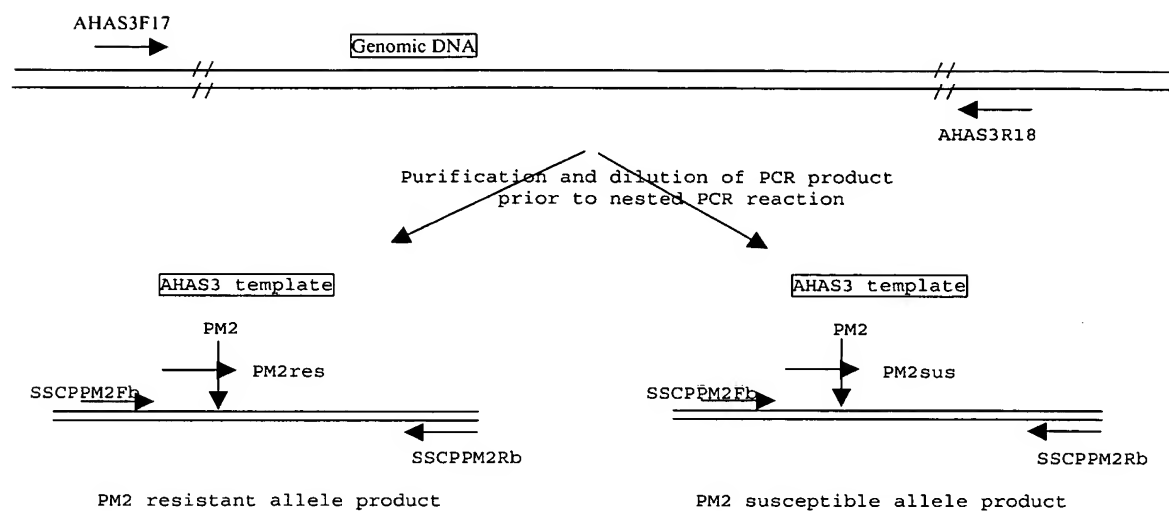 AHAS3F17
Genomic DNA
AHAS3R18
Purification and dilution of PCR product
prior to nested PCR reaction
AHAS3 template
AHAS3 template
PM2
PM2
PM2res
PM2sus
SSCPPM2Fb
SSCPPM2Fb
SSCPPM2Rb
SSCPPM2Rb
PM2 resistant allele product
PM2 susceptible allele product